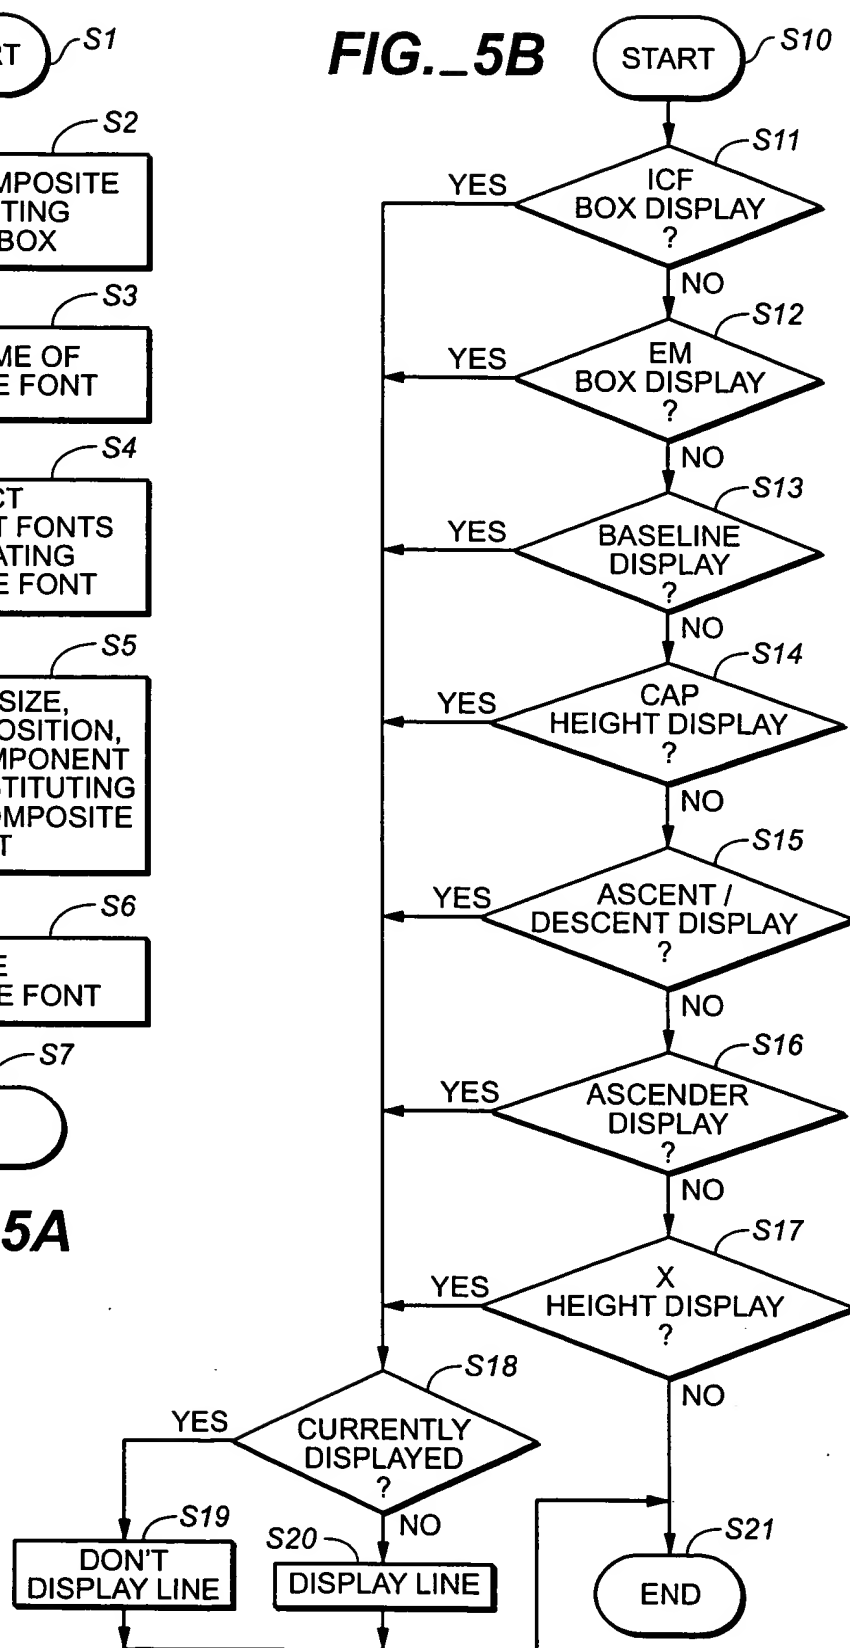 RT
S1
S2
MPOSITE
TING
BOX
S3
ME OF
E FONT
S4
CT
T FONTS
ATING
E FONT
S5
SIZE,
OSITION,
MPONENT
TITUTING
OMPOSITE
T
S6
E
E FONT
S7
5A
FIG._5B
START
S10
S11
ICF
BOX DISPLAY
?
YES
NO
S12
EM
BOX DISPLAY
?
YES
NO
S13
BASELINE
DISPLAY
?
YES
NO
S14
CAP
HEIGHT DISPLAY
?
YES
NO
S15
ASCENT /
DESCENT DISPLAY
?
YES
NO
S16
ASCENDER
DISPLAY
?
YES
NO
S17
X
HEIGHT DISPLAY
?
YES
NO
S18
CURRENTLY
DISPLAYED
?
YES
NO
S19
DON'T
DISPLAY LINE
S20
DISPLAY LINE
S21
END